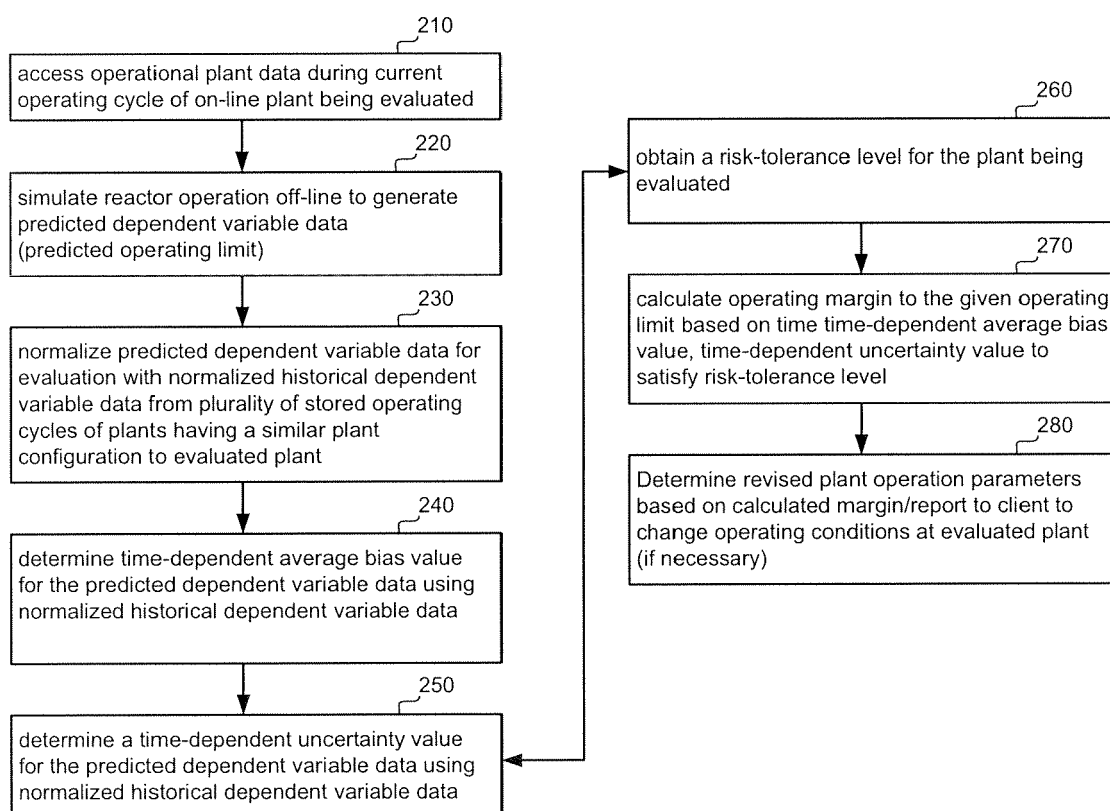 210
access operational plant data during current
operating cycle of on-line plant being evaluated
220
simulate reactor operation off-line to generate
predicted dependent variable data
(predicted operating limit)
230
normalize predicted dependent variable data for
evaluation with normalized historical dependent
variable data from plurality of stored operating
cycles of plants having a similar plant
configuration to evaluated plant
240
determine time-dependent average bias value
for the predicted dependent variable data using
normalized historical dependent variable data
250
determine a time-dependent uncertainty value
for the predicted dependent variable data using
normalized historical dependent variable data
260
obtain a risk-tolerance level for the plant being
evaluated
270
calculate operating margin to the given operating
limit based on time time-dependent average bias
value, time-dependent uncertainty value to
satisfy risk-tolerance level
280
Determine revised plant operation parameters
based on calculated margin/report to client to
change operating conditions at evaluated plant
(if necessary)